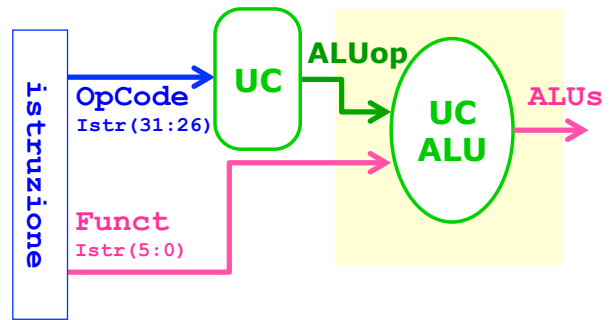 istruzione
OpCode
Istr(31:26)
UC
ALUop
UC
ALU
ALUs
Funct
Istr(5:0)